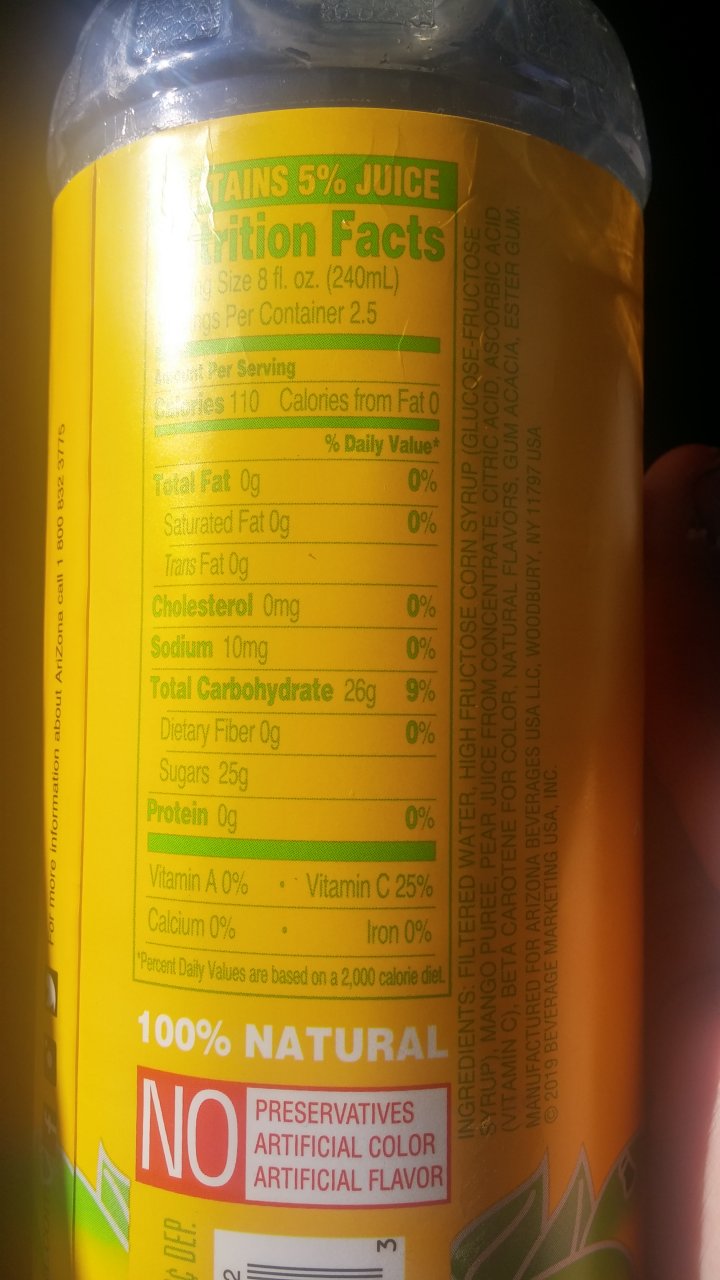 TAINS 5% JUICE
trition Facts
Size 8 fl. oz. (240mL)
Per Container 2.5
Amount Per Serving
Calories 110 Calories from Fat 0
% Daily Value*
Total Fat 0g 0%
Saturated Fat 0g 0%
Trans Fat 0g
Cholesterol 0mg 0%
Sodium 10mg 0%
Total Carbohydrate 26g 9%
Dietary Fiber 0g 0%
Sugars 25g
Protein 0g 0%
Vitamin A 0% • Vitamin C 25%
Calcium 0% • Iron 0%
*Percent Daily Values are based on a 2,000 calorie diet.
100% NATURAL
NO
PRESERVATIVES
ARTIFICIAL COLOR
ARTIFICIAL FLAVOR
INGREDIENTS: FILTERED WATER, HIGH FRUCTOSE CORN SYRUP (GLUCOSE-FRUCTOSE
SYRUP), MANGO PUREE, PEAR JUICE FROM CONCENTRATE, CITRIC ACID, ASCORBIC ACID
(VITAMIN C), BETA CAROTENE FOR COLOR, NATURAL FLAVORS, GUM ACACIA, ESTER GUM.
MANUFACTURED FOR ARIZONA BEVERAGES USA LLC, WOODBURY, NY 11797 USA
© 2019 BEVERAGE MARKETING USA, INC.
For more information about AriZona call 1 800 832 3775
DEP.
2
3